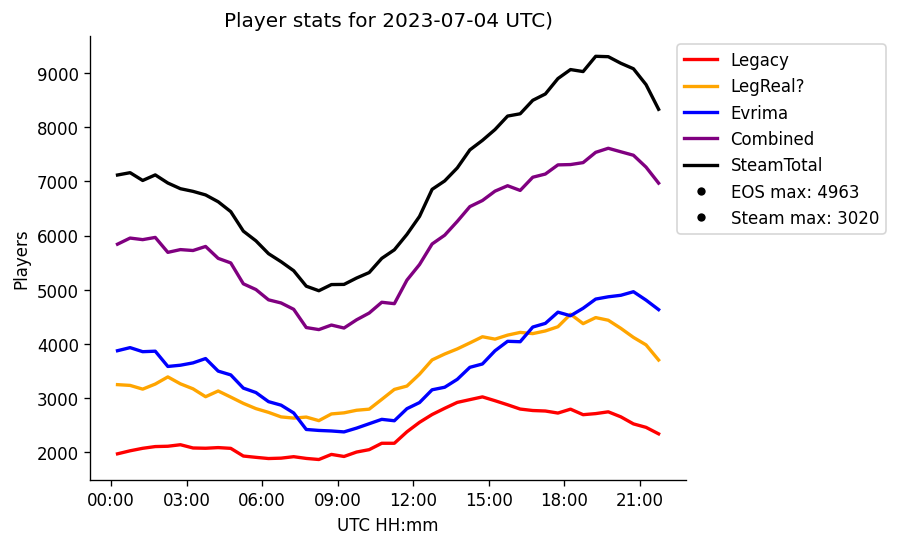 Player stats for 2023-07-04 UTC)
9000
8000
7000
6000
5000
4000
3000
2000
Players
00:00 03:00 06:00 09:00 12:00 15:00 18:00 21:00
UTC HH:mm
Legacy
LegReal?
Evrima
Combined
SteamTotal
EOS max: 4963
Steam max: 3020